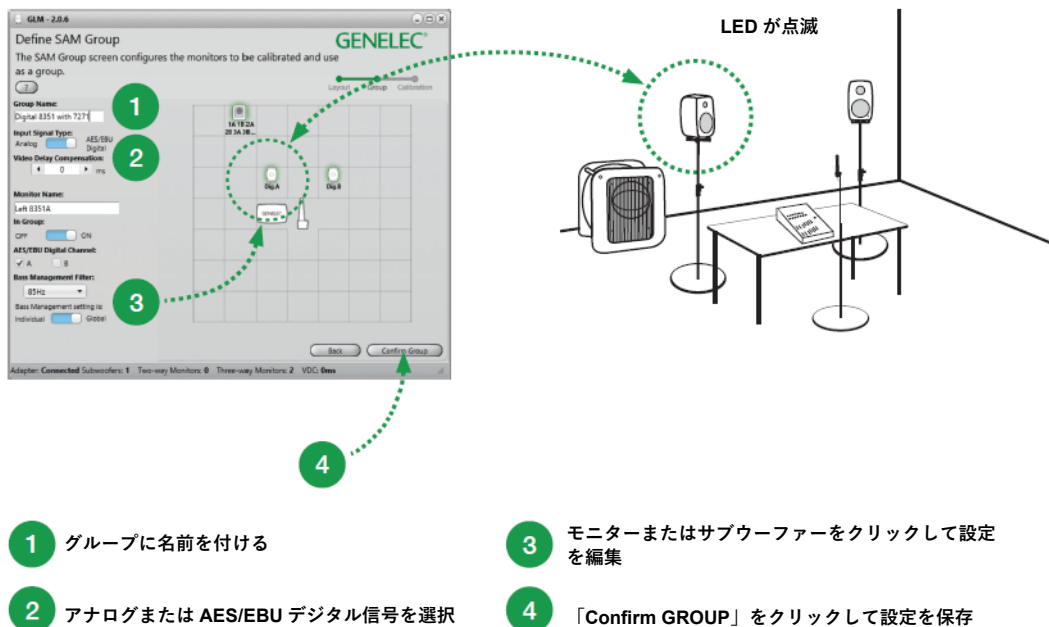 GLM - 2.0.6
Define SAM Group
GENELEC
The SAM Group screen configures the monitors to be calibrated and use
as a group.
?
Layout Group Calibration
Group Name:
Digital 8351 with 7271
Input Signal Type:
Analog
AES/EBU
Digital
Video Delay Compensation:
0 ms
Monitor Name:
Left 8351A
In Group:
OFF ON
AES/EBU Digital Channel:
A B
Bass Management Filter:
85Hz
Bass Management setting is:
Individual Global
1A 1B 2A
2B 3A 3B...
Dig.A
Dig.B
GENELEC
Back
Confirm Group
Adapter: Connected Subwoofers: 1 Two-way Monitors: 0 Three-way Monitors: 2 VDC: 0ms
1
2
3
4
LED が点滅
1 グループに名前を付ける
2 アナログまたは AES/EBU デジタル信号を選択
3 モニターまたはサブウーファーをクリックして設定
を編集
4 「Confirm GROUP」をクリックして設定を保存